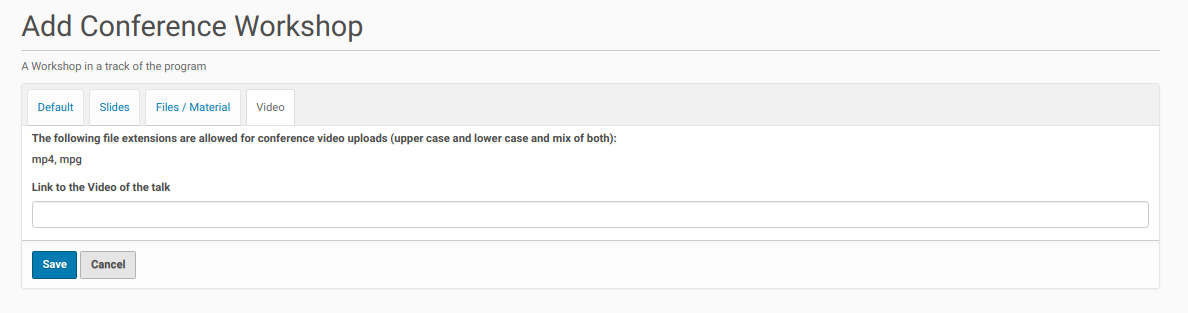 Add Conference Workshop
A Workshop in a track of the program
Default Slides Files / Material Video
The following file extensions are allowed for conference video uploads (upper case and lower case and mix of both):
mp4, mpg
Link to the Video of the talk
Save Cancel